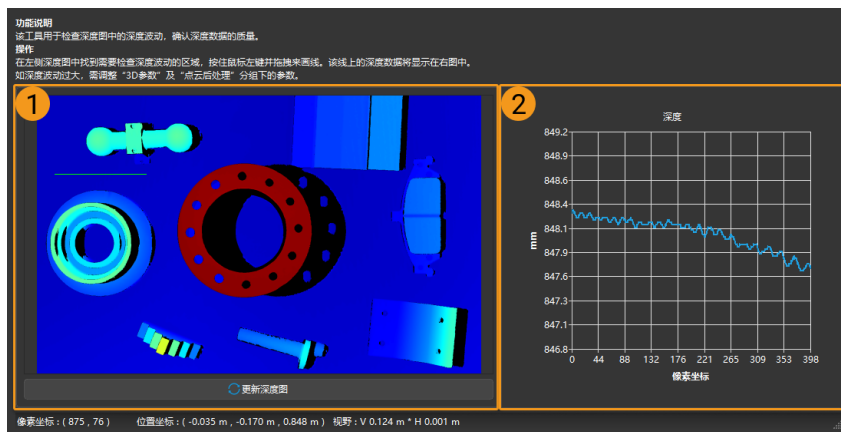 功能说明
该工具用于检查深度图中的深度波动，确认深度数据的质量。
操作
在左侧深度图中找到需要检查深度波动的区域，按住鼠标左键并拖拽来画线。该线上的深度数据将显示在右图中。
如深度波动过大，需调整“3D参数”及“点云后处理”分组下的参数。
1
2
深度
849.2
848.9
848.6
848.4
848.1
847.9
847.6
847.3
847.1
846.8
mm
0 44 88 132 176 221 265 309 353 398
像素坐标
更新深度图
像素坐标 : ( 875 , 76 ) 位置坐标 : ( -0.035 m , -0.170 m , 0.848 m ) 视野 : V 0.124 m * H 0.001 m